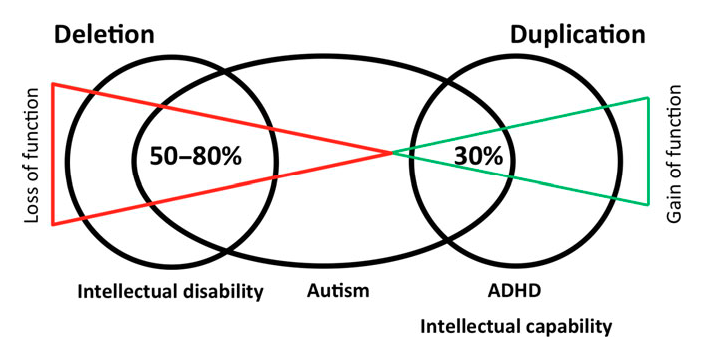 Deletion
Duplication
Loss of function
50–80%
30%
Gain of function
Intellectual disability
Autism
ADHD
Intellectual capability